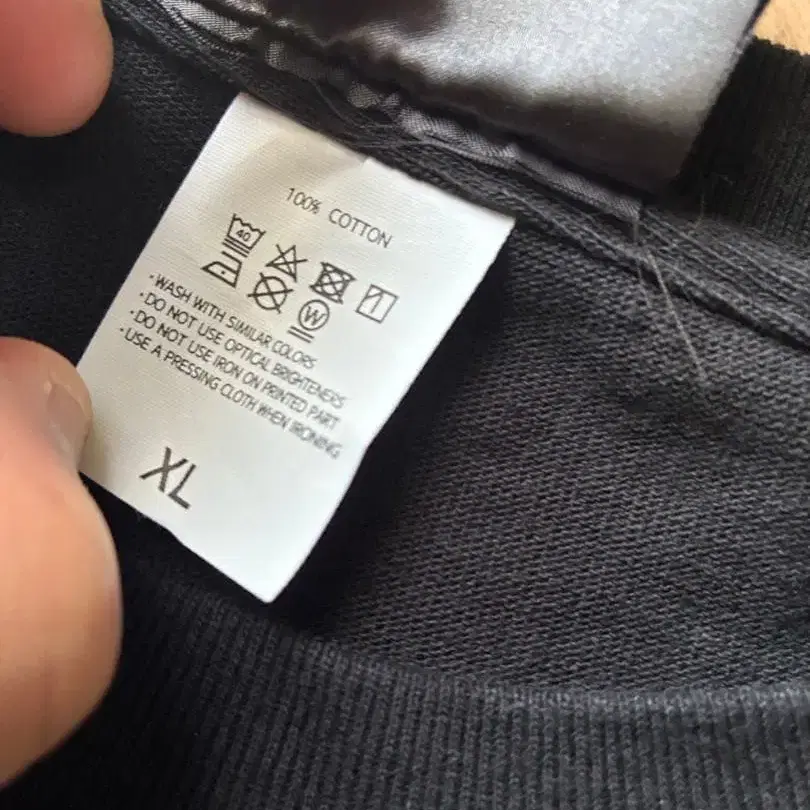 100% COTTON
40
W
· WASH WITH SIMILAR COLORS
· DO NOT USE OPTICAL BRIGHTENERS
· DO NOT USE IRON ON PRINTED PART
· USE A PRESSING CLOTH WHEN IRONING
XL